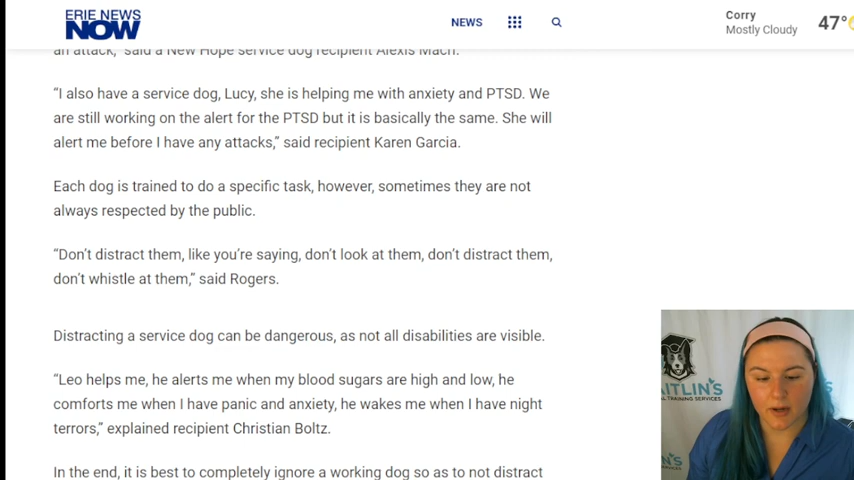 ERIE NEWS
NOW
NEWS
Corry
Mostly Cloudy
47°
an attack," said a New Hope service dog recipient Alexis Mach.
“I also have a service dog, Lucy, she is helping me with anxiety and PTSD. We
are still working on the alert for the PTSD but it is basically the same. She will
alert me before I have any attacks,” said recipient Karen Garcia.
Each dog is trained to do a specific task, however, sometimes they are not
always respected by the public.
“Don’t distract them, like you’re saying, don’t look at them, don’t distract them,
don’t whistle at them,” said Rogers.
Distracting a service dog can be dangerous, as not all disabilities are visible.
“Leo helps me, he alerts me when my blood sugars are high and low, he
comforts me when I have panic and anxiety, he wakes me when I have night
terrors,” explained recipient Christian Boltz.
In the end, it is best to completely ignore a working dog so as to not distract
AITLIN'S
L TRAINING SERVICES
N'S